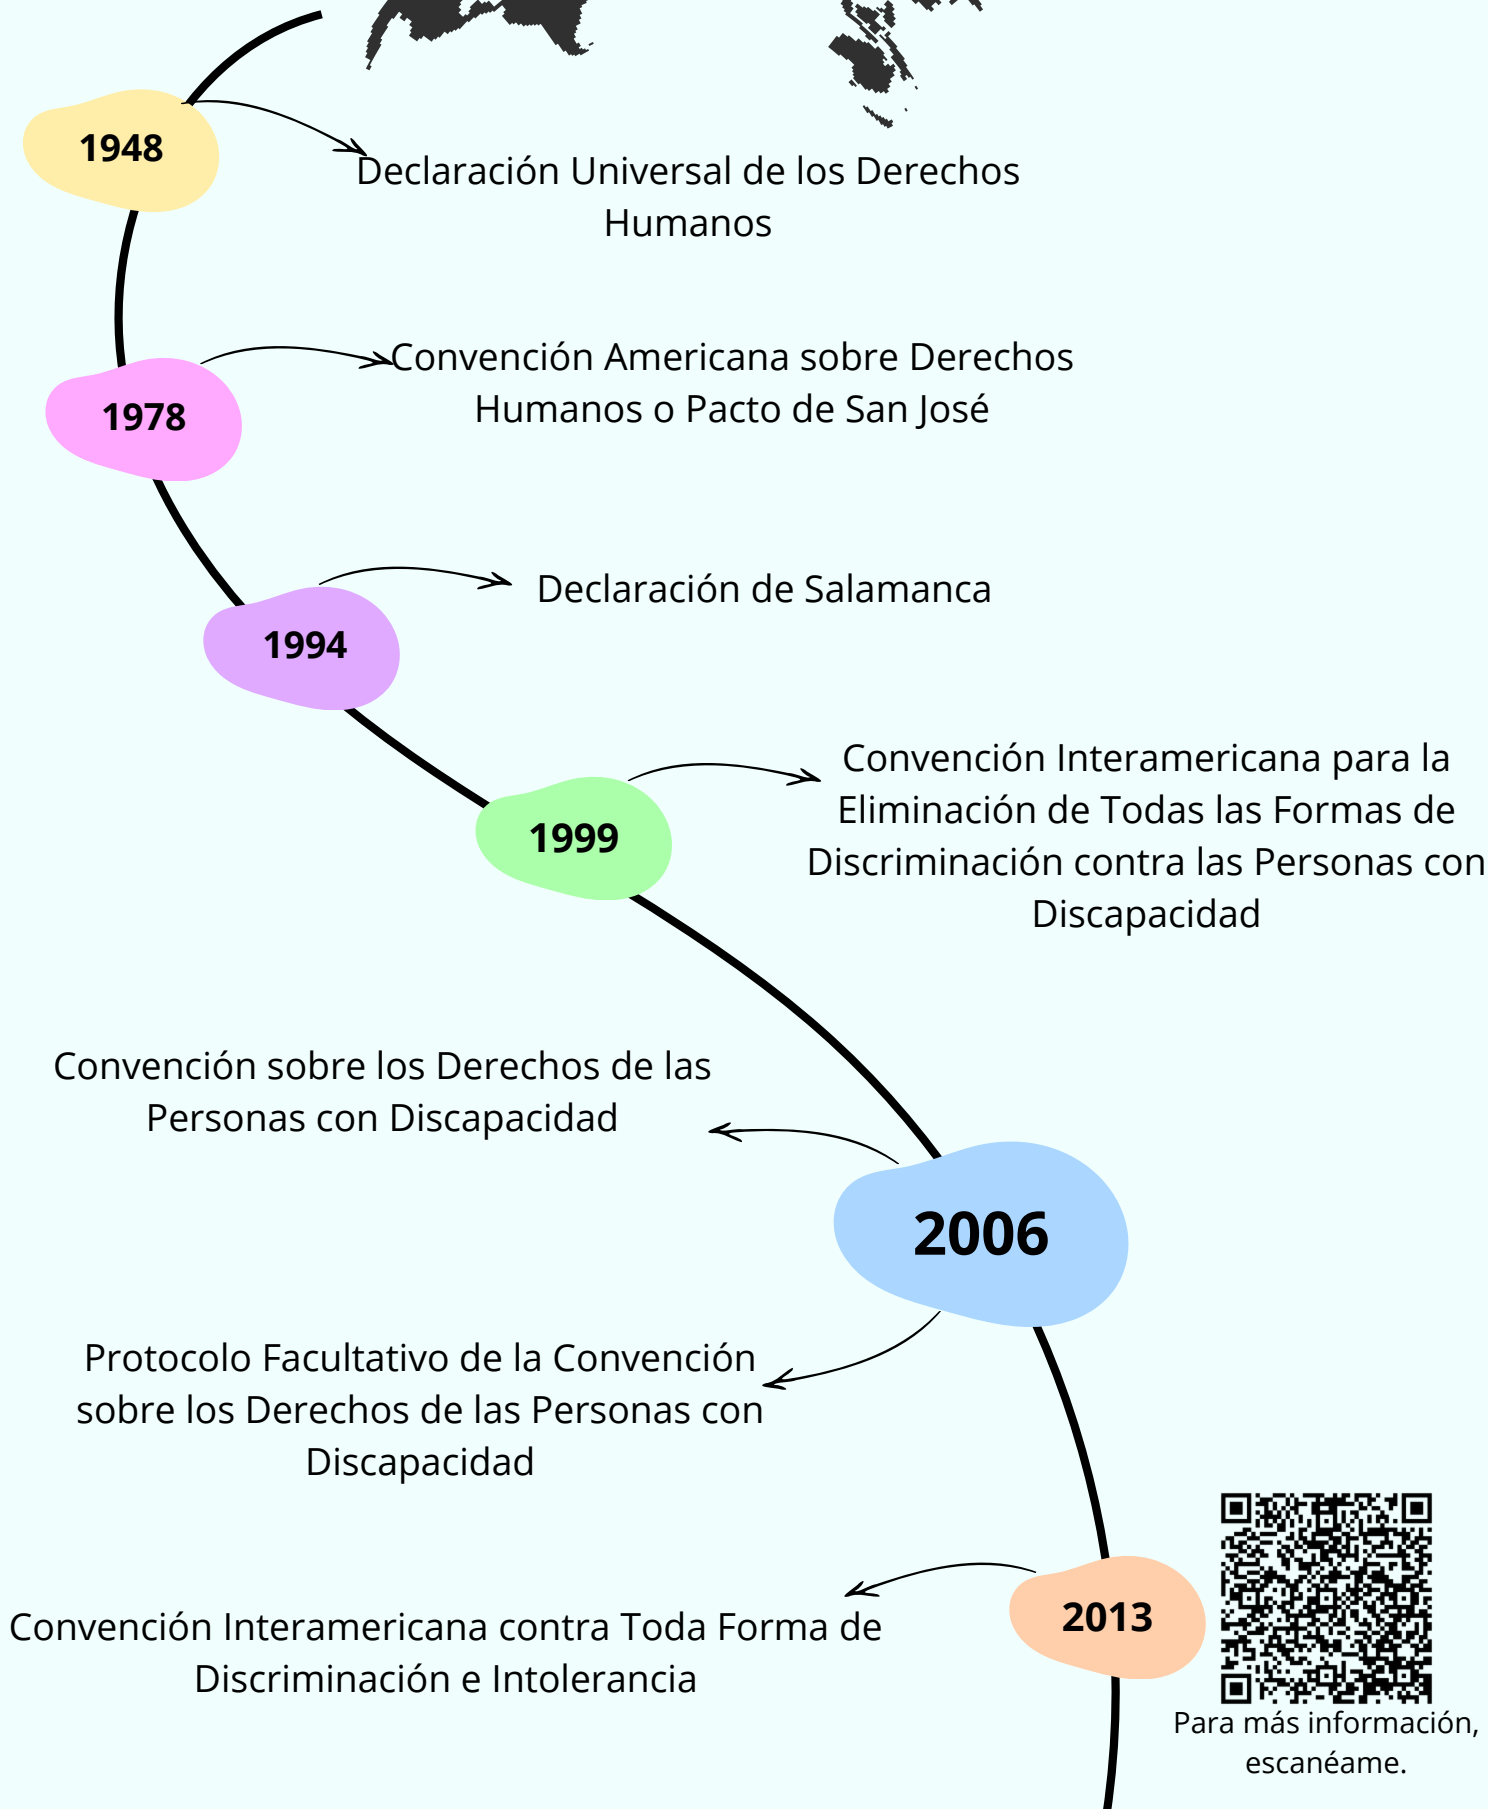 1948
Declaración Universal de los Derechos
Humanos
Convención Americana sobre Derechos
Humanos o Pacto de San José
1978
Declaración de Salamanca
1994
Convención Interamericana para la
Eliminación de Todas las Formas de
Discriminación contra las Personas con
Discapacidad
1999
Convención sobre los Derechos de las
Personas con Discapacidad
2006
Protocolo Facultativo de la Convención
sobre los Derechos de las Personas con
Discapacidad
2013
Convención Interamericana contra Toda Forma de
Discriminación e Intolerancia
Para más información,
escanéame.